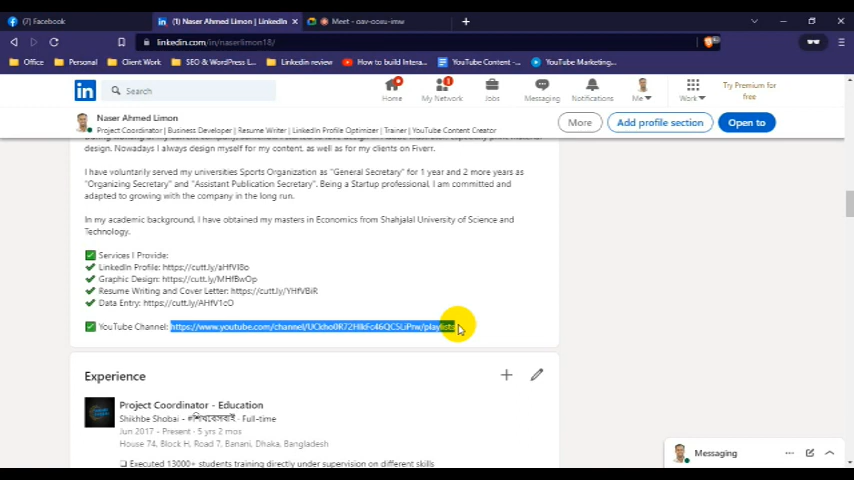 (7) Facebook
(1) Naser Ahmed Limon | LinkedIn
Meet - oav-ooxu-imw
linkedin.com/in/naserlimon18/
Office
Personal
Client Work
SEO & WordPress L...
Linkedin review
How to build Intera...
YouTube Content -...
YouTube Marketing...
in
Search
Home
My Network
Jobs
Messaging
Notifications
Me
Work
Try Premium for
free
Naser Ahmed Limon
Project Coordinator | Business Developer | Resume Writer | LinkedIn Profile Optimizer | Trainer | YouTube Content Creator
More
Add profile section
Open to
design. Nowadays I always design myself for my content, as well as for my clients on Fiverr.
I have voluntarily served my universities Sports Organization as "General Secretary" for 1 year and 2 more years as
"Organizing Secretary" and "Assistant Publication Secretary". Being a Startup professional, I am committed and
adapted to growing with the company in the long run.
In my academic background, I have obtained my masters in Economics from Shahjalal University of Science and
Technology.
Services I Provide:
LinkedIn Profile: https://cutt.ly/aHfVI8o
Graphic Design: https://cutt.ly/MHfBwOp
Resume Writing and Cover Letter: https://cutt.ly/YHfVBiR
Data Entry: https://cutt.ly/AHfV1cO
YouTube Channel:
Experience
Project Coordinator - Education
Shikhbe Shobai - #শিখবেসবাই · Full-time
Jun 2017 - Present · 5 yrs 2 mos
House 74, Block H, Road 7, Banani, Dhaka, Bangladesh
Executed 13000+ students training directly under supervision on different skills
Messaging